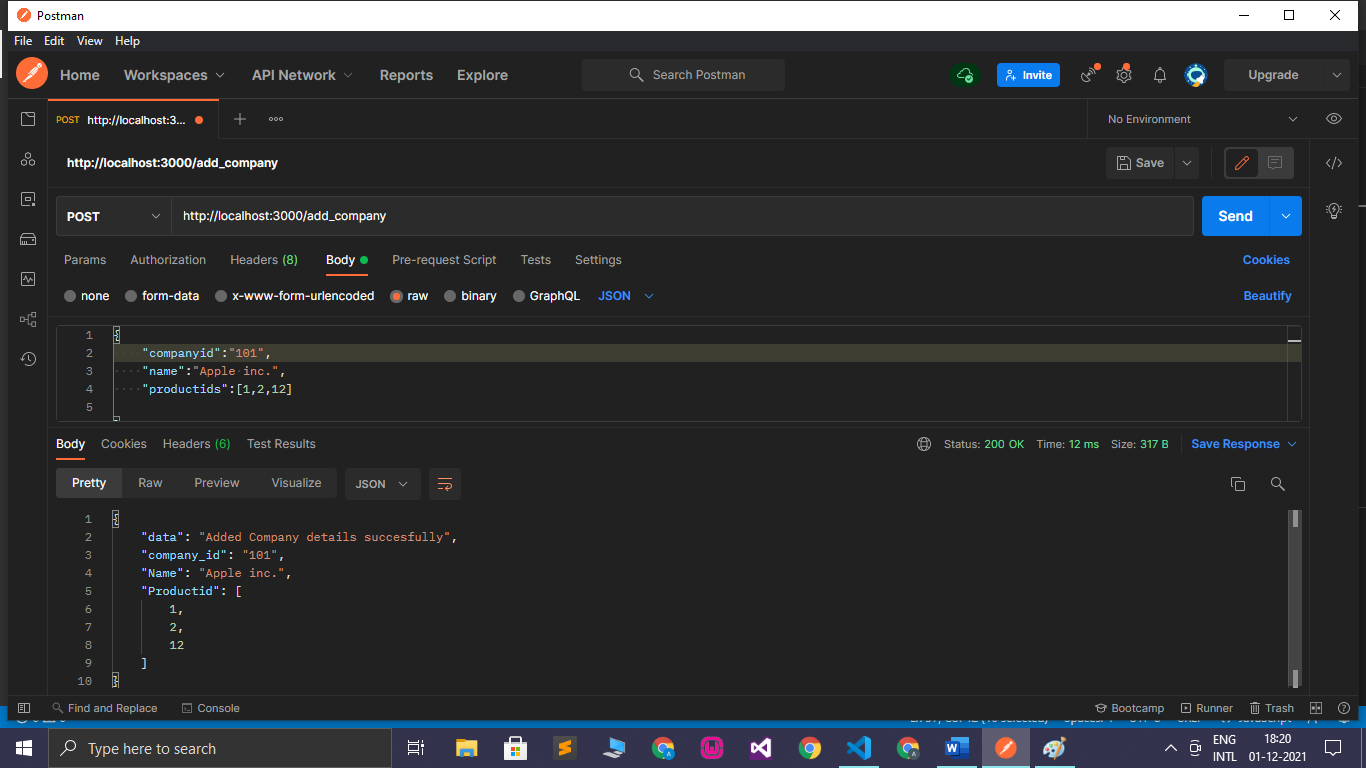 Postman
File Edit View Help
Home Workspaces API Network Reports Explore Search Postman Invite Upgrade
POST http://localhost:3... No Environment
http://localhost:3000/add_company Save
POST http://localhost:3000/add_company Send
Params Authorization Headers (8) Body Pre-request Script Tests Settings Cookies
none form-data x-www-form-urlencoded raw binary GraphQL JSON Beautify
1 {
2 "companyid":"101",
3 "name":"Apple inc.",
4 "productids":[1,2,12]
5
Body Cookies Headers (6) Test Results Status: 200 OK Time: 12 ms Size: 317 B Save Response
Pretty Raw Preview Visualize JSON
1 {
2 "data": "Added Company details succesfully",
3 "company_id": "101",
4 "Name": "Apple inc.",
5 "Productid": [
6 1,
7 2,
8 12
9 ]
10 }
Find and Replace Console Bootcamp Runner Trash
Type here to search
ENG 18:20
INTL 01-12-2021